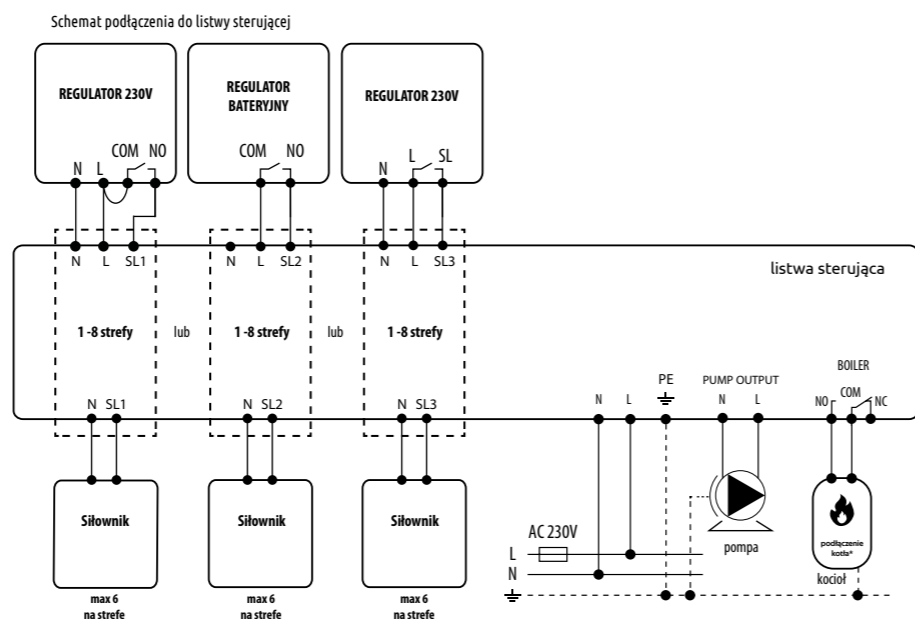 Schemat podłączenia do listwy sterującej
REGULATOR 230V
COM NO
N L
REGULATOR
BATERYJNY
COM NO
REGULATOR 230V
L SL
N
N L SL1
N L SL2
N L SL3
listwa sterująca
1 -8 strefy
lub
1 -8 strefy
lub
1 -8 strefy
N SL1
N SL2
N SL3
N L
PE
PUMP OUTPUT
N L
BOILER
NO COM NC
Siłownik
Siłownik
Siłownik
max 6
na strefe
max 6
na strefe
max 6
na strefe
AC 230V
L
N
pompa
podłączenie
kotła*
kocioł